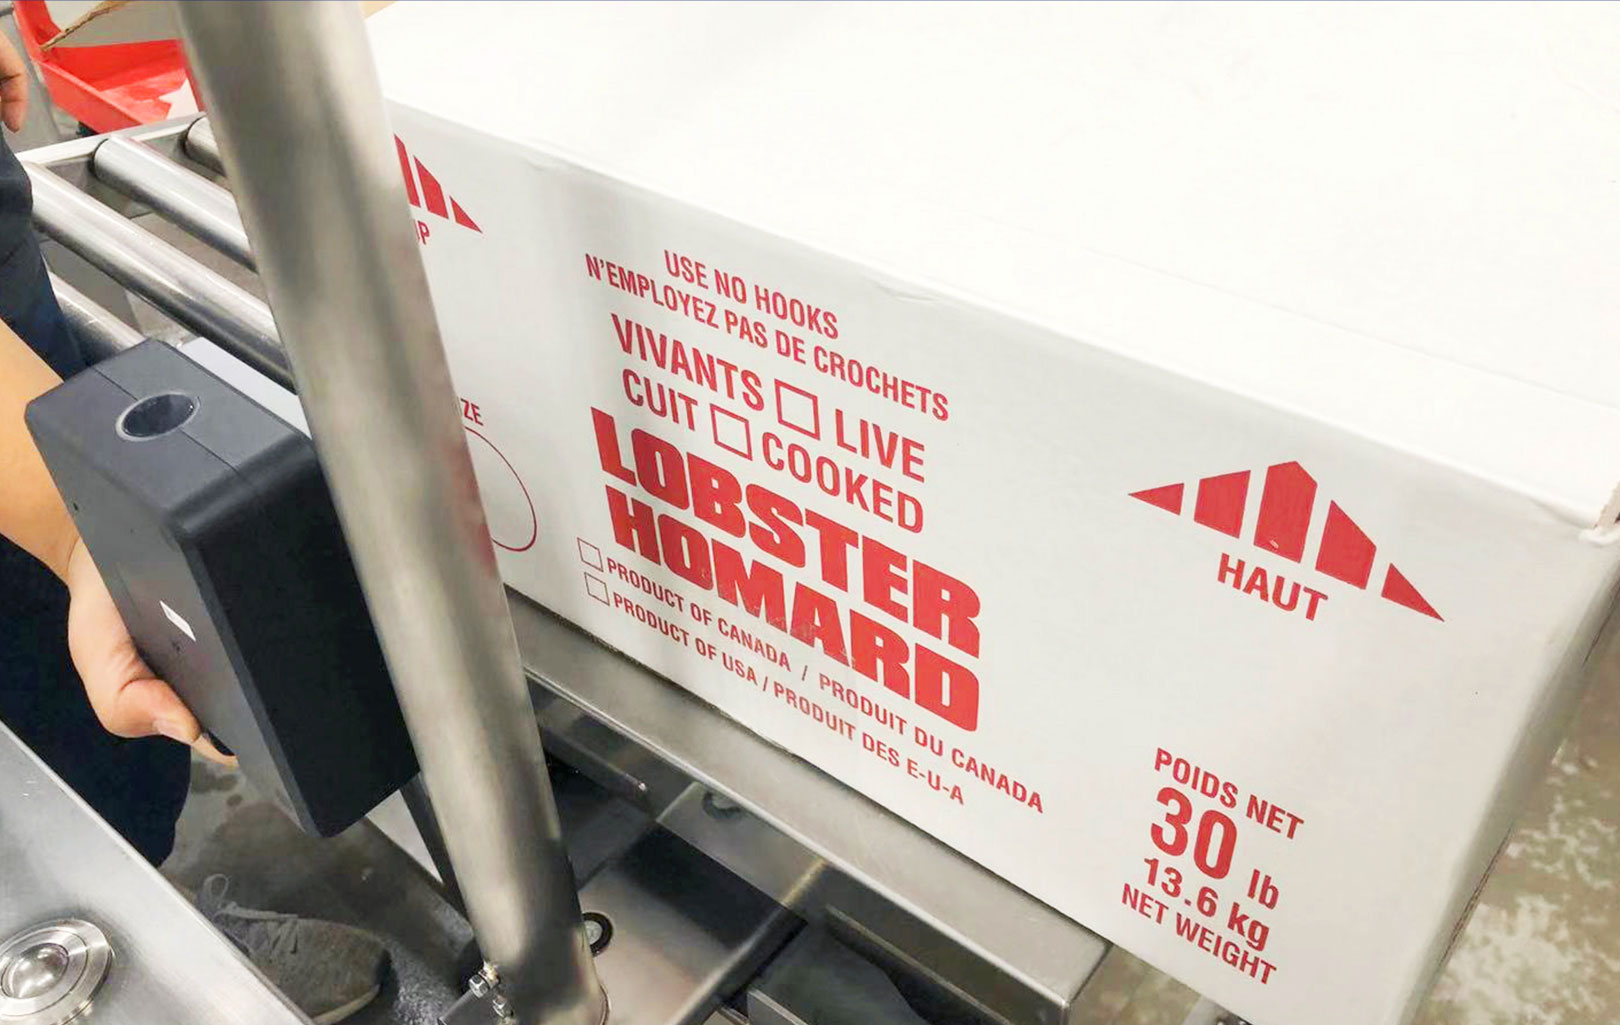 USE NO HOOKS
N'EMPLOYEZ PAS DE CROCHETS
VIVANTS LIVE
CUIT COOKED
LOBSTER
HOMARD
PRODUCT OF CANADA / PRODUIT DU CANADA
PRODUCT OF USA / PRODUIT DES E-U-A
HAUT
POIDS NET
30 lb
13.6 kg
NET WEIGHT